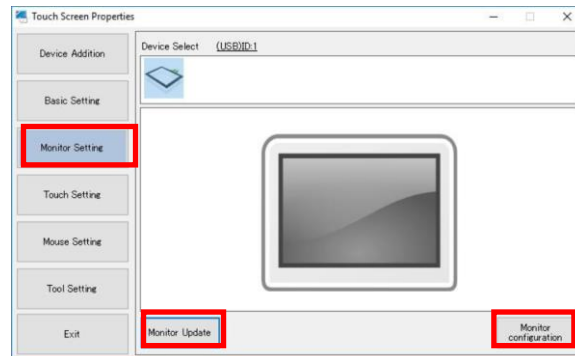 Touch Screen Properties
Device Addition
Basic Setting
Monitor Setting
Touch Setting
Mouse Setting
Tool Setting
Exit
Device Select (USB)ID:1
Monitor Update
Monitor
configuration